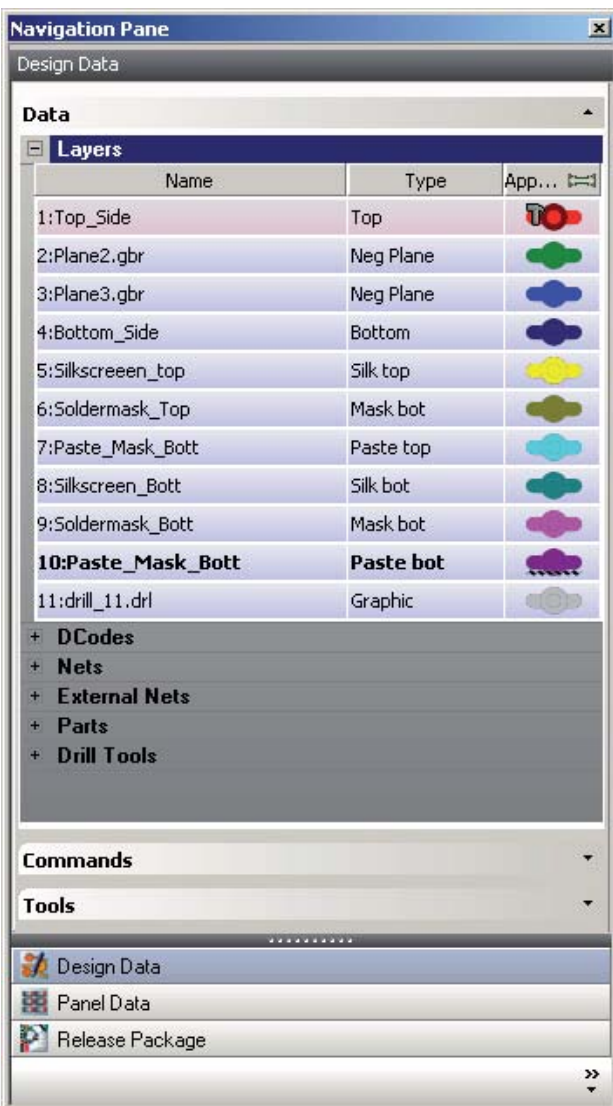 Navigation Pane
Design Data
Data
Layers
Name Type App...
1:Top_Side Top
2:Plane2.gbr Neg Plane
3:Plane3.gbr Neg Plane
4:Bottom_Side Bottom
5:Silkscreeen_top Silk top
6:Soldermask_Top Mask bot
7:Paste_Mask_Bott Paste top
8:Silkscreen_Bott Silk bot
9:Soldermask_Bott Mask bot
10:Paste_Mask_Bott Paste bot
11:drill_11.drl Graphic
DCodes
Nets
External Nets
Parts
Drill Tools
Commands
Tools
Design Data
Panel Data
Release Package